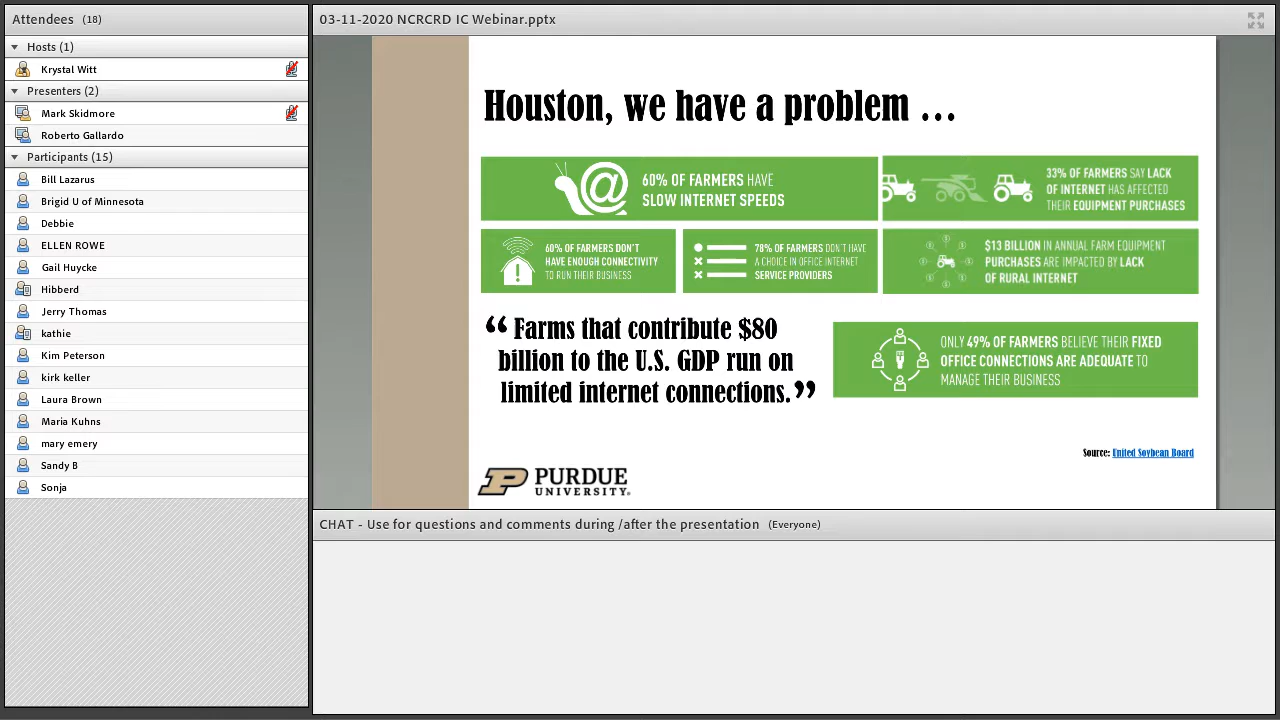 Attendees (18)
Hosts (1)
Krystal Witt
Presenters (2)
Mark Skidmore
Roberto Gallardo
Participants (15)
Bill Lazarus
Brigid U of Minnesota
Debbie
ELLEN ROWE
Gail Huycke
Hibberd
Jerry Thomas
kathie
Kim Peterson
kirk keller
Laura Brown
Maria Kuhns
mary emery
Sandy B
Sonja
03-11-2020 NCRCRD IC Webinar.pptx
Houston, we have a problem …
60% OF FARMERS HAVE
SLOW INTERNET SPEEDS
33% OF FARMERS SAY LACK
OF INTERNET HAS AFFECTED
THEIR EQUIPMENT PURCHASES
60% OF FARMERS DON'T
HAVE ENOUGH CONNECTIVITY
TO RUN THEIR BUSINESS
78% OF FARMERS DON'T HAVE
A CHOICE IN OFFICE INTERNET
SERVICE PROVIDERS
$13 BILLION IN ANNUAL FARM EQUIPMENT
PURCHASES ARE IMPACTED BY LACK
OF RURAL INTERNET
“Farms that contribute $80
billion to the U.S. GDP run on
limited internet connections.”
ONLY 49% OF FARMERS BELIEVE THEIR FIXED
OFFICE CONNECTIONS ARE ADEQUATE TO
MANAGE THEIR BUSINESS
Source: United Soybean Board
PURDUE
UNIVERSITY®
CHAT - Use for questions and comments during /after the presentation (Everyone)